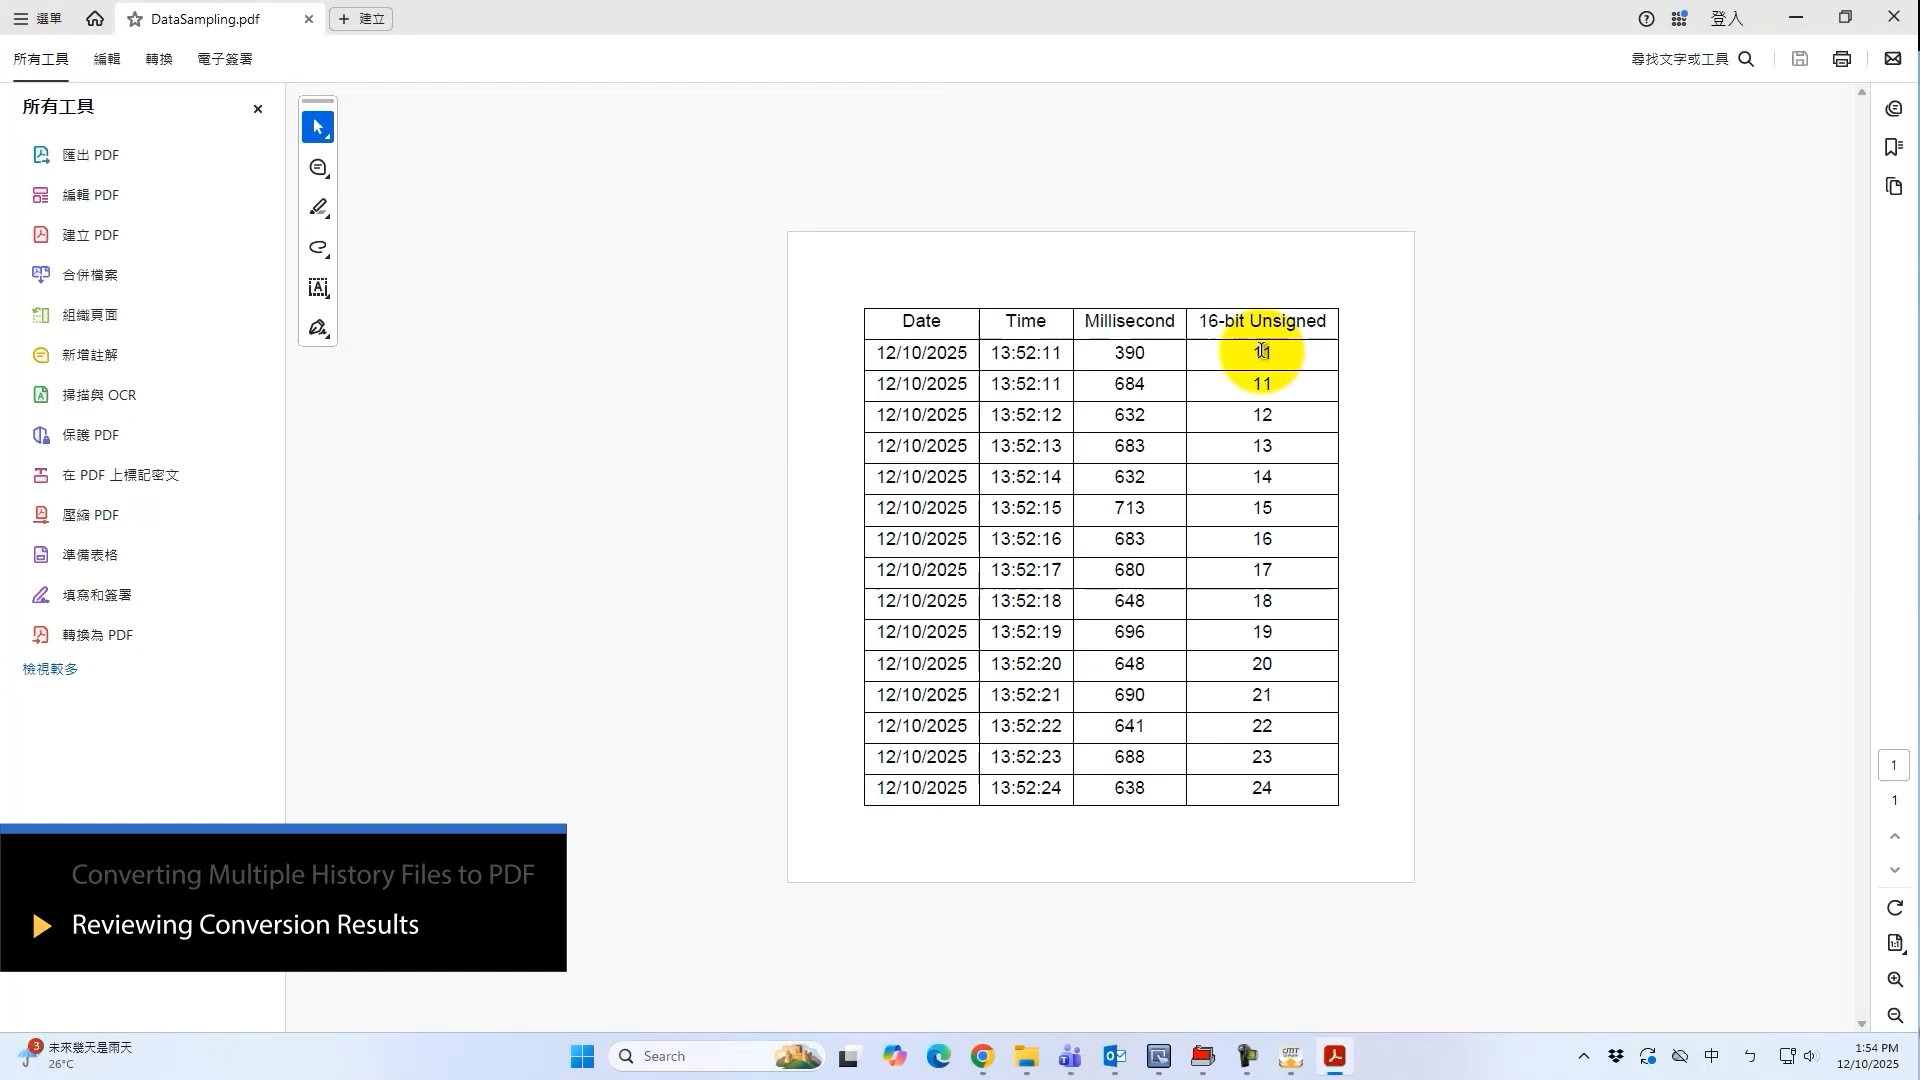 選單
DataSampling.pdf
建立
登入
所有工具 編輯 轉換 電子簽署
尋找文字或工具
所有工具
匯出 PDF
編輯 PDF
建立 PDF
合併檔案
組織頁面
新增註解
掃描與 OCR
保護 PDF
在 PDF 上標記密文
壓縮 PDF
準備表格
填寫和簽署
轉換為 PDF
檢視較多
Date Time Millisecond 16-bit Unsigned
12/10/2025 13:52:11 390 11
12/10/2025 13:52:11 684 11
12/10/2025 13:52:12 632 12
12/10/2025 13:52:13 683 13
12/10/2025 13:52:14 632 14
12/10/2025 13:52:15 713 15
12/10/2025 13:52:16 683 16
12/10/2025 13:52:17 680 17
12/10/2025 13:52:18 648 18
12/10/2025 13:52:19 696 19
12/10/2025 13:52:20 648 20
12/10/2025 13:52:21 690 21
12/10/2025 13:52:22 641 22
12/10/2025 13:52:23 688 23
12/10/2025 13:52:24 638 24
1
1
Converting Multiple History Files to PDF
Reviewing Conversion Results
3
未來幾天是雨天
26°C
Search
中
1:54 PM
12/10/2025